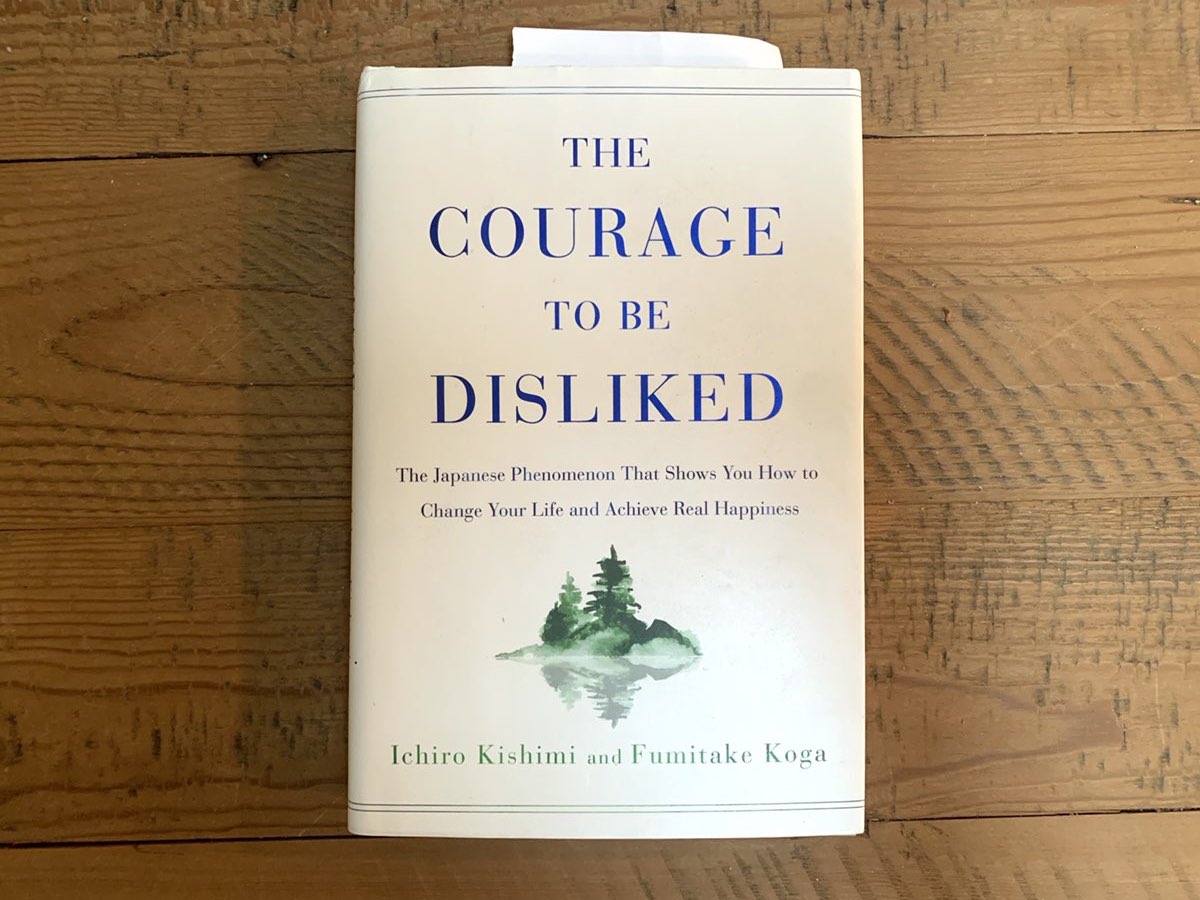 THE
COURAGE
TO BE
DISLIKED
The Japanese Phenomenon That Shows You How to
Change Your Life and Achieve Real Happiness
Ichiro Kishimi and Fumitake Koga